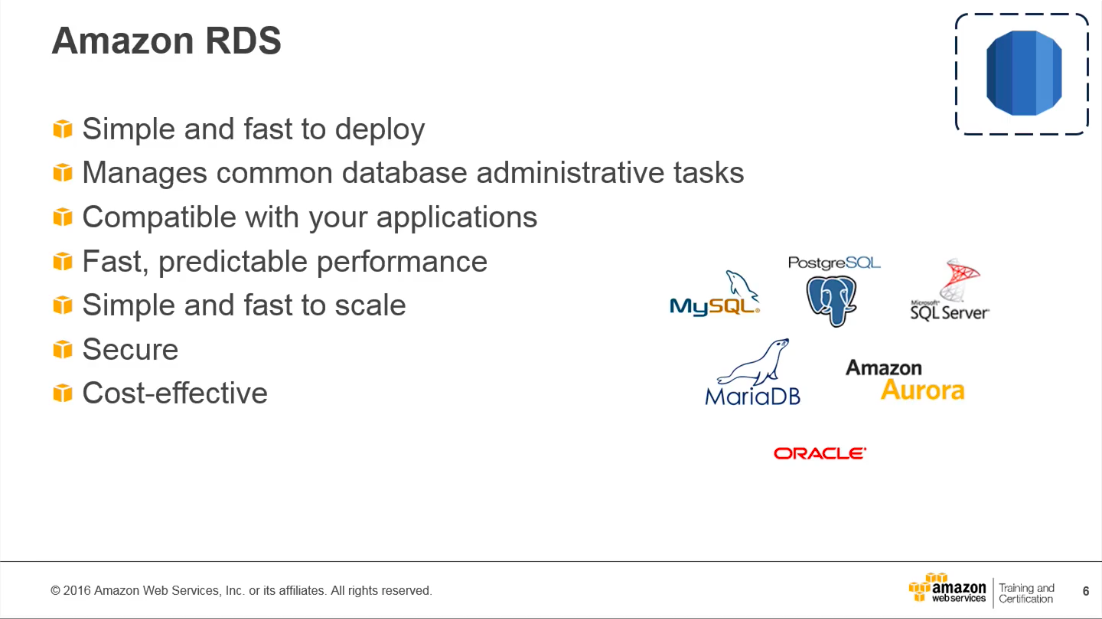 Amazon RDS
Simple and fast to deploy
Manages common database administrative tasks
Compatible with your applications
Fast, predictable performance
Simple and fast to scale
Secure
Cost-effective
PostgreSQL
MySQL
Microsoft
SQL Server
MariaDB
Amazon
Aurora
ORACLE
© 2016 Amazon Web Services, Inc. or its affiliates. All rights reserved.
amazon
webservices
Training and
Certification
6